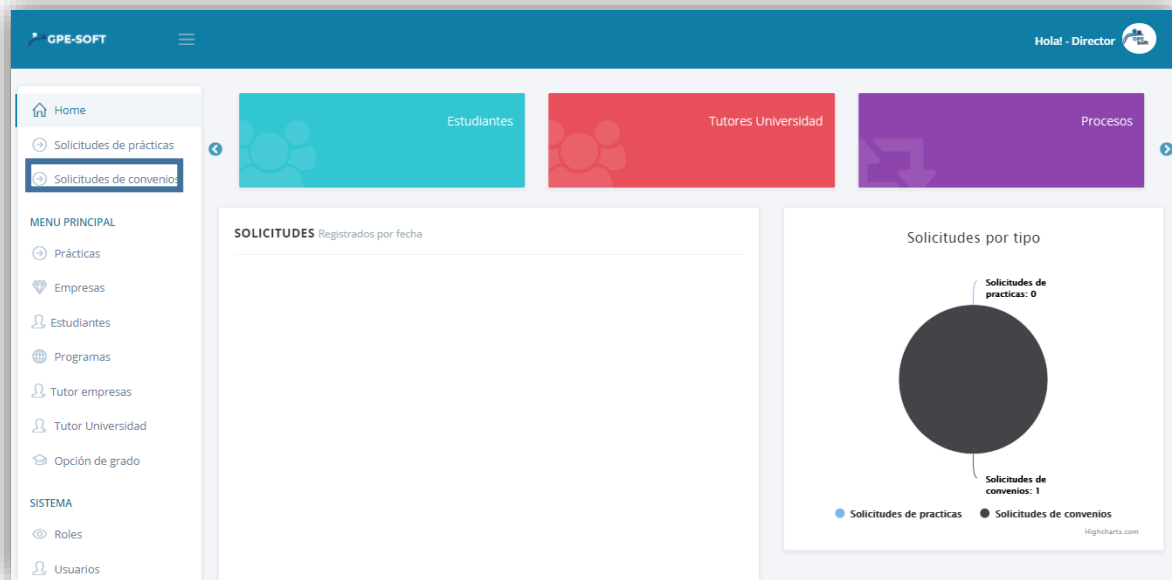 GPE-SOFT
Hola! - Director
Home
Solicitudes de prácticas
Solicitudes de convenios
MENU PRINCIPAL
Prácticas
Empresas
Estudiantes
Programas
Tutor empresas
Tutor Universidad
Opción de grado
SISTEMA
Roles
Usuarios
Estudiantes
Tutores Universidad
Procesos
SOLICITUDES Registrados por fecha
Solicitudes por tipo
Solicitudes de
practicas: 0
Solicitudes de
convenios: 1
Solicitudes de practicas
Solicitudes de convenios
Highcharts.com